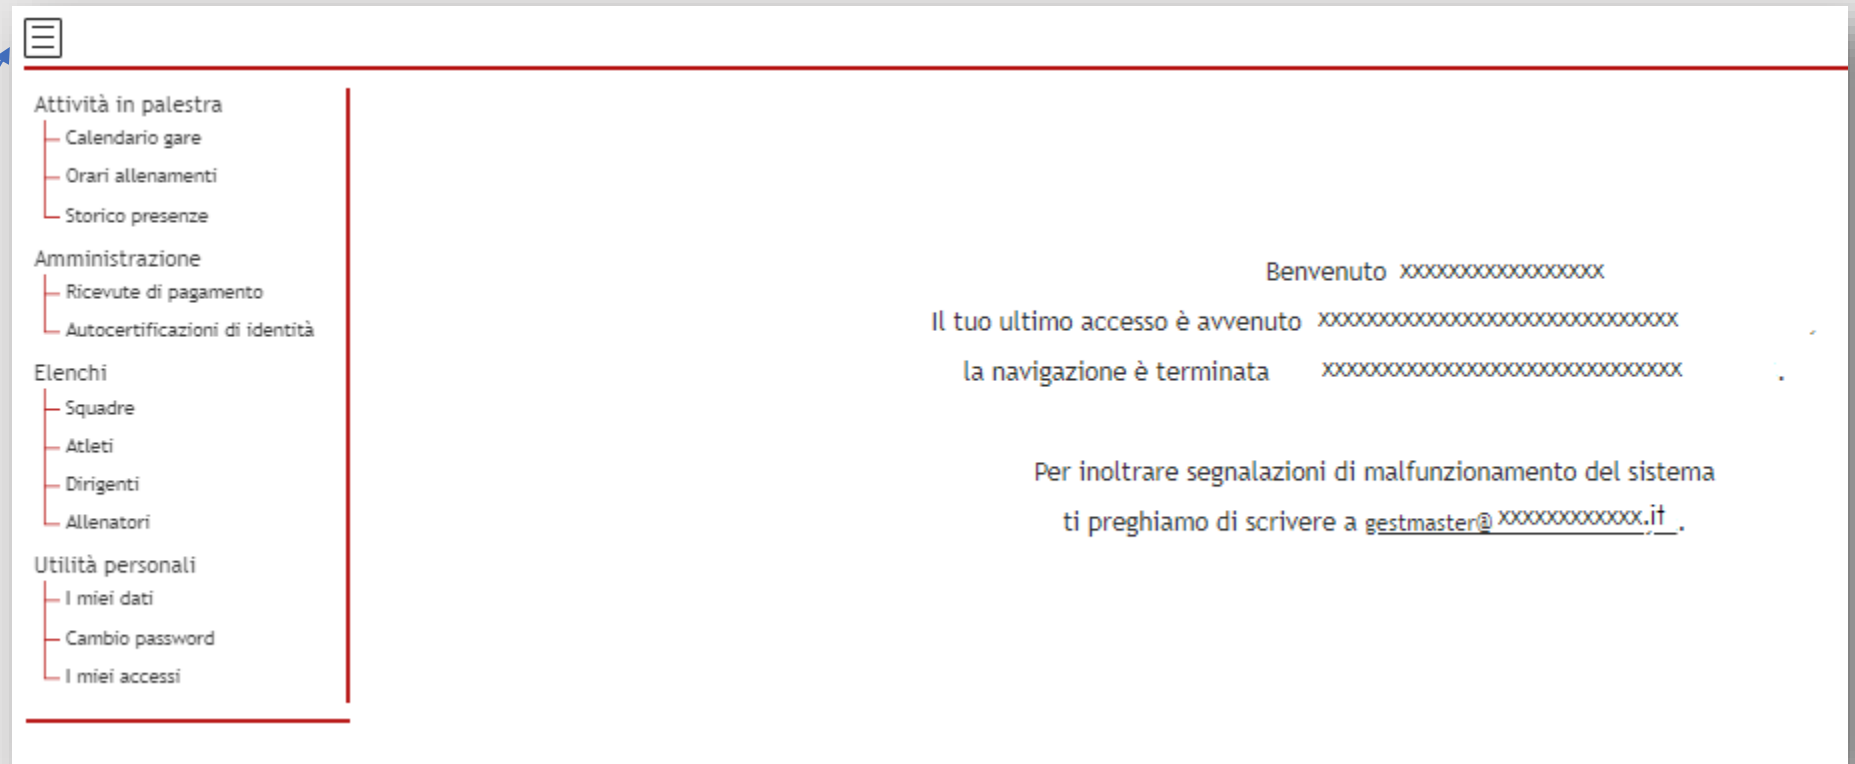 Attività in palestra
Calendario gare
Orari allenamenti
Storico presenze
Amministrazione
Ricevute di pagamento
Autocertificazioni di identità
Elenchi
Squadre
Atleti
Dirigenti
Allenatori
Utilità personali
I miei dati
Cambio password
I miei accessi
Benvenuto xxxxxxxxxxxxxxxxx
Il tuo ultimo accesso è avvenuto xxxxxxxxxxxxxxxxxxxxxxxxxxxxxx
la navigazione è terminata xxxxxxxxxxxxxxxxxxxxxxxxxxxxxx .
Per inoltrare segnalazioni di malfunzionamento del sistema
ti preghiamo di scrivere a gestmaster@ xxxxxxxxxxxx.it .